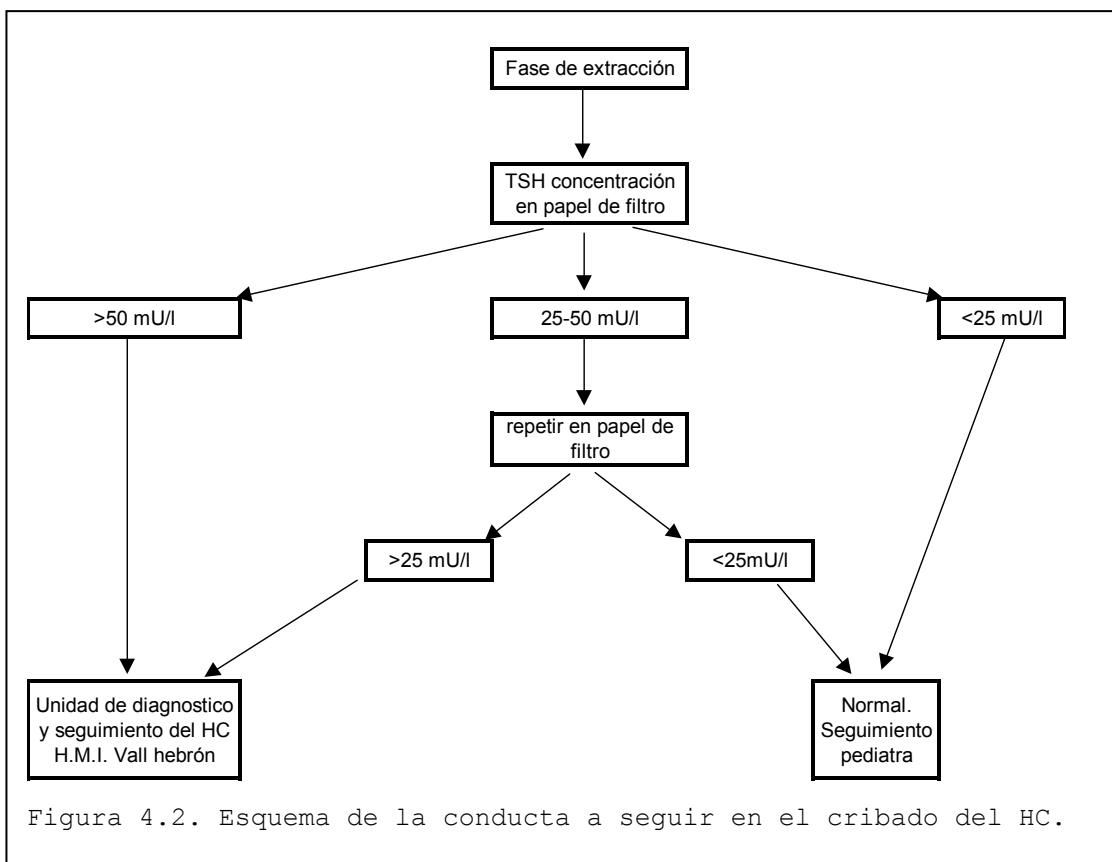 Fase de extracción
TSH concentración
en papel de filtro
>50 mU/l
25-50 mU/l
<25 mU/l
repetir en papel de
filtro
>25 mU/l
<25mU/l
Unidad de diagnostico
y seguimiento del HC
H.M.I. Vall hebrón
Normal.
Seguimiento
pediatra
Figura 4.2. Esquema de la conducta a seguir en el cribado del HC.